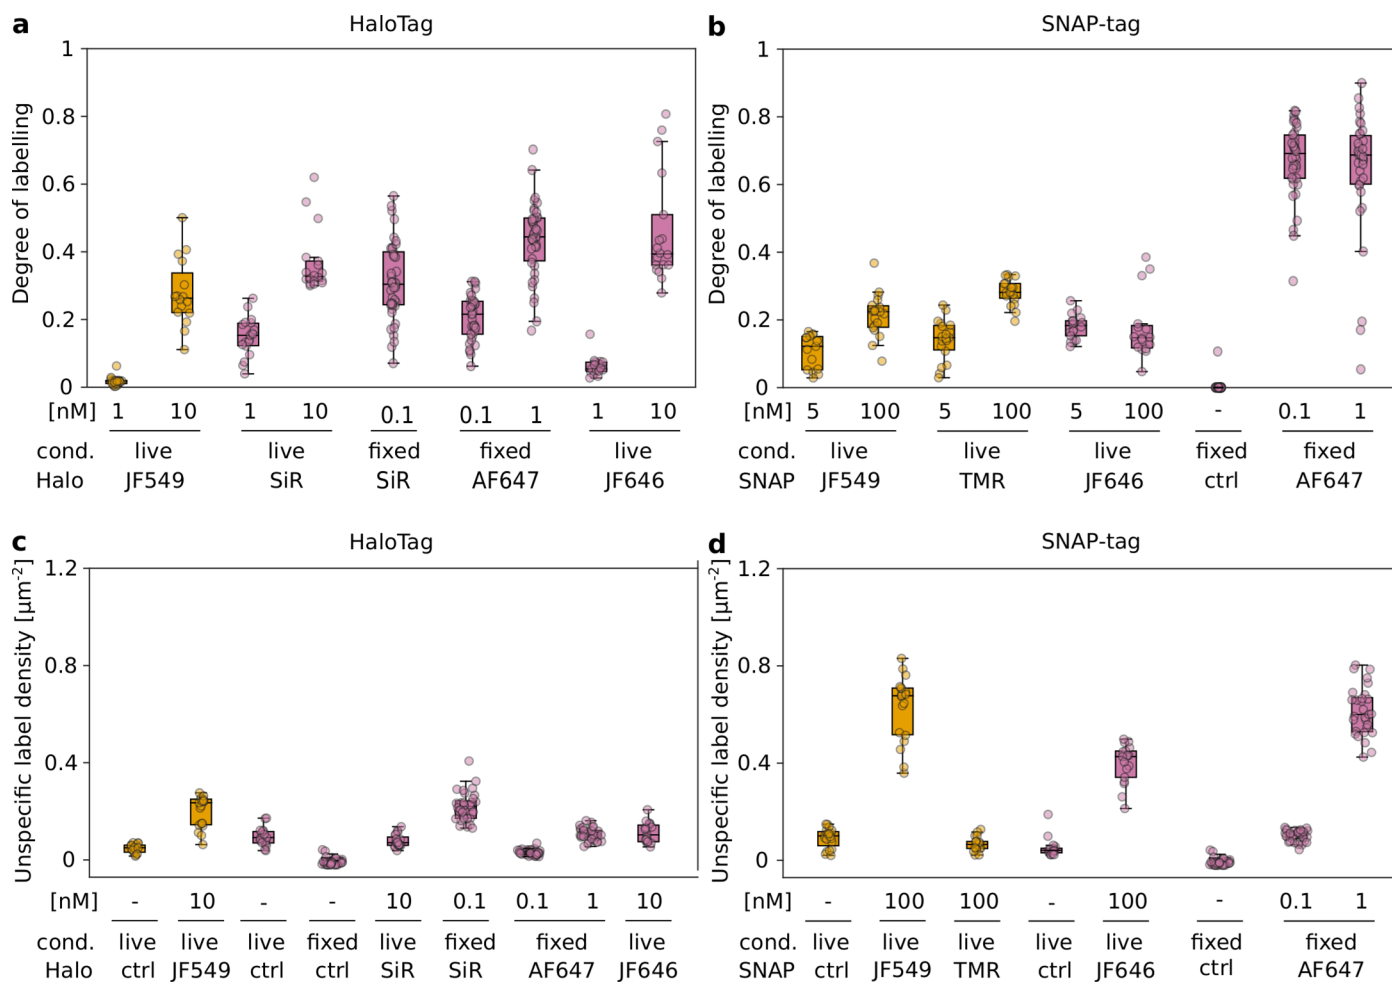 a HaloTag
Degree of labelling
1
0.8
0.6
0.4
0.2
0
[nM] 1 10 1 10 0.1 0.1 1 1 10
cond. live live fixed fixed live
Halo JF549 SiR SiR AF647 JF646
b SNAP-tag
Degree of labelling
1
0.8
0.6
0.4
0.2
0
[nM] 5 100 5 100 5 100 - 0.1 1
cond. live live live fixed fixed
SNAP JF549 TMR JF646 ctrl AF647
c HaloTag
Unspecific label density [µm⁻²]
1.2
0.8
0.4
0
[nM] - 10 - - 10 0.1 0.1 1 10
cond. live live live fixed live fixed fixed live
Halo ctrl JF549 ctrl ctrl SiR SiR AF647 JF646
d SNAP-tag
Unspecific label density [µm⁻²]
1.2
0.8
0.4
0
[nM] - 100 100 - 100 - 0.1 1
cond. live live live live live fixed fixed
SNAP ctrl JF549 TMR ctrl JF646 ctrl AF647